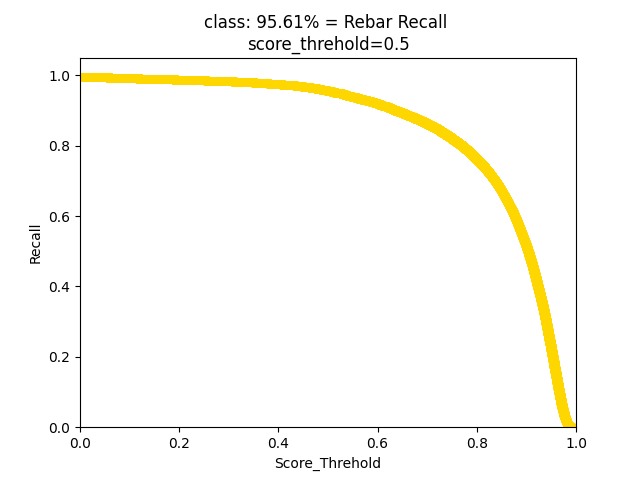 class: 95.61% = Rebar Recall
score_threhold=0.5
Recall
1.0
0.8
0.6
0.4
0.2
0.0
0.0 0.2 0.4 0.6 0.8 1.0
Score_Threhold